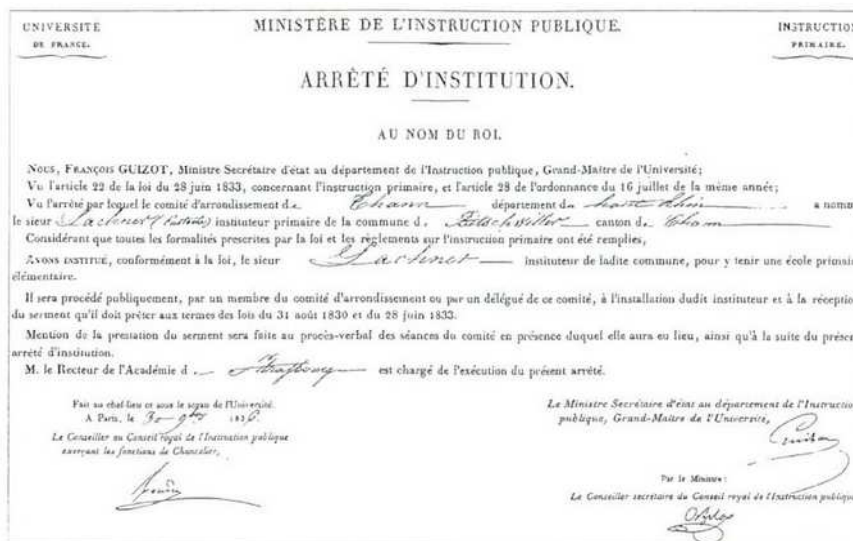 UNIVERSITÉ
DE FRANCE.
MINISTÈRE DE L'INSTRUCTION PUBLIQUE.
INSTRUCTION
PRIMAIRE.
ARRÊTÉ D'INSTITUTION.
AU NOM DU ROI.
NOUS, FRANÇOIS GUIZOT, Ministre Secrétaire d'état au département de l'Instruction publique, Grand-Maître de l'Université;
Vu l'article 22 de la loi du 28 juin 1833, concernant l'instruction primaire, et l'article 28 de l'ordonnance du 16 juillet de la même année;
Vu l'arrêté par lequel le comité d'arrondissement de Thann département du haut Rhin a nomm
le sieur Lachner instituteur primaire de la commune d. Bitschwiller canton de Thann
Considérant que toutes les formalités prescrites par la loi et les règlements sur l'instruction primaire ont été remplies,
AVONS INSTITUÉ, conformément à la loi, le sieur Lachner instituteur de ladite commune, pour y tenir une école primair
élémentaire.
Il sera procédé publiquement, par un membre du comité d'arrondissement ou par un délégué de ce comité, à l'installation dudit instituteur et à la réception
du serment qu'il doit prêter aux termes des lois du 31 août 1830 et du 28 juin 1833.
Mention de la prestation du serment sera faite au procès-verbal des séances du comité en présence duquel elle aura eu lieu, ainsi qu'à la suite du présen
arrêté d'institution.
M. le Recteur de l'Académie d. Strasbourg est chargé de l'exécution du présent arrêté.
Fait au chef-lieu et sous le sceau de l'Université.
A Paris, le 30 9bre 1836.
Le Conseiller au Conseil royal de l'Instruction publique
exerçant les fonctions de Chancelier,
Le Ministre Secrétaire d'état au département de l'Instruction
publique, Grand-Maître de l'Université,
Guizot
Par le Ministre:
Le Conseiller secrétaire du Conseil royal de l'Instruction publique